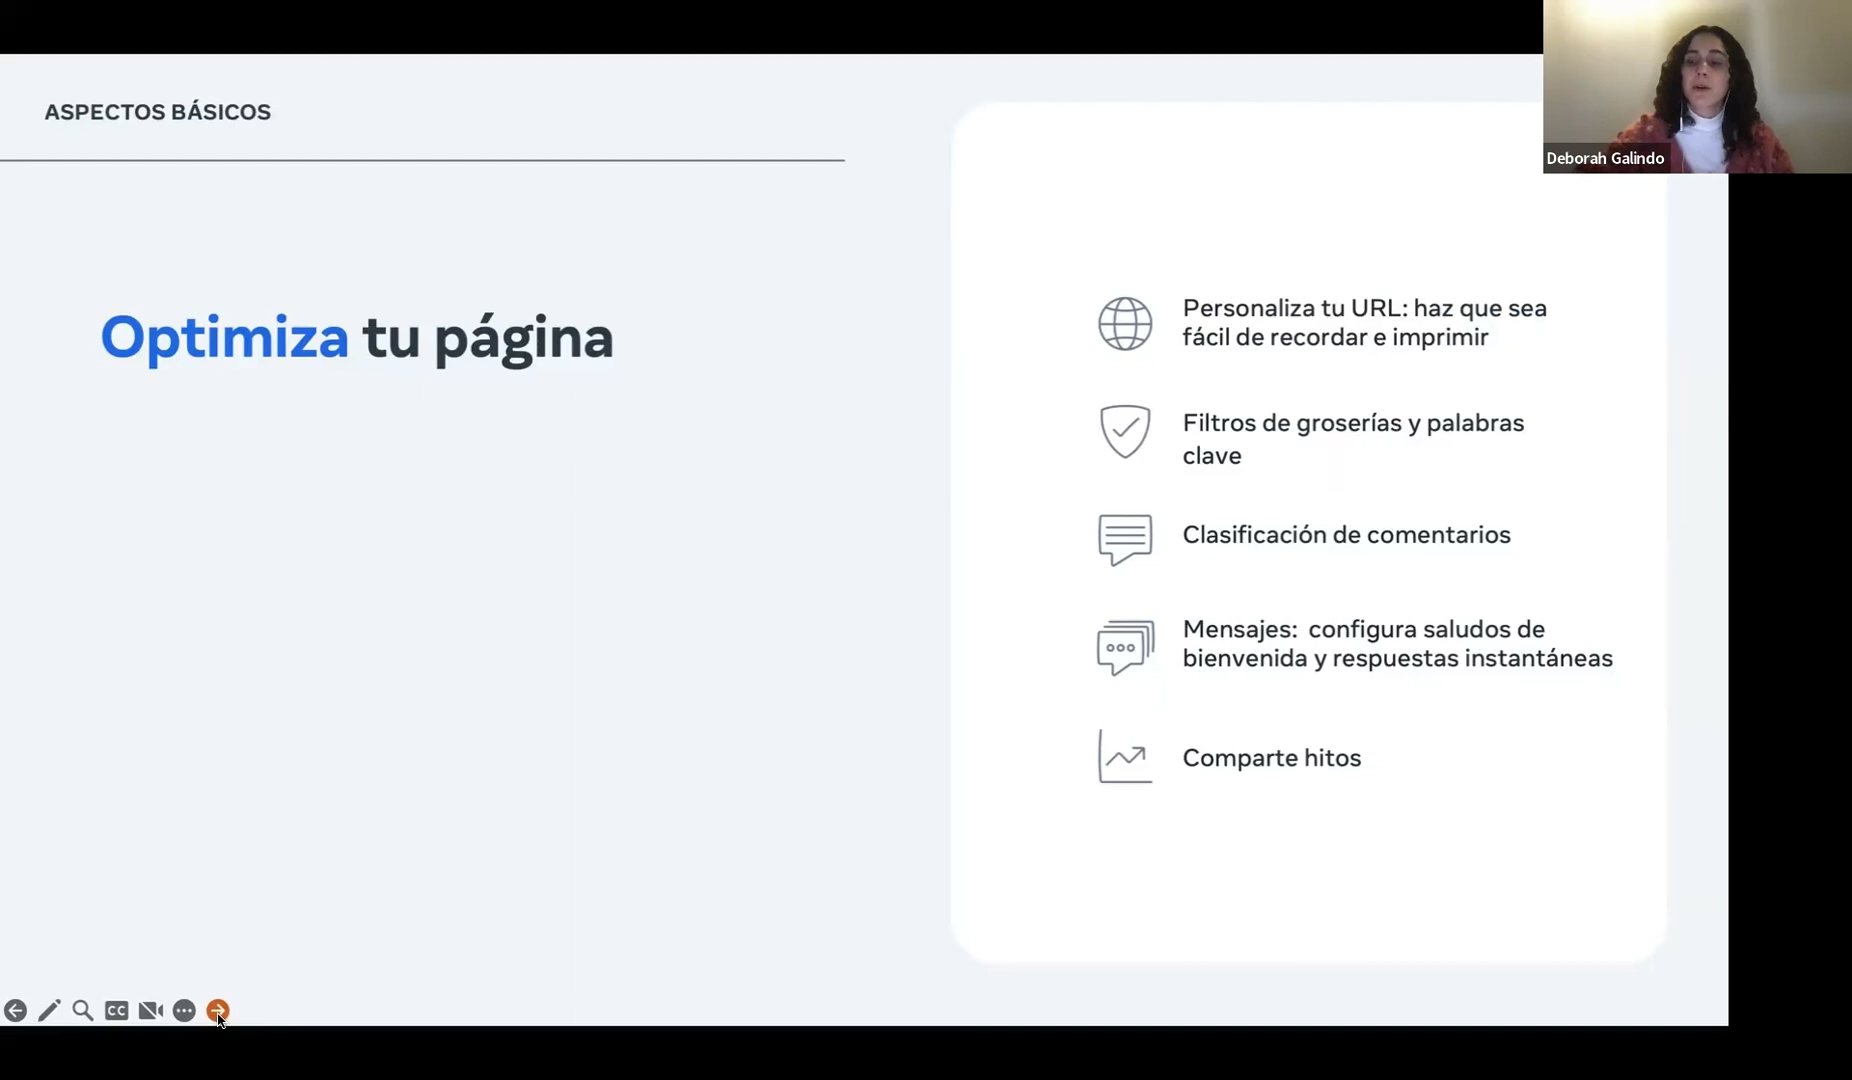 ASPECTOS BÁSICOS
Optimiza tu página
Personaliza tu URL: haz que sea
fácil de recordar e imprimir
Filtros de groserías y palabras
clave
Clasificación de comentarios
Mensajes:  configura saludos de
bienvenida y respuestas instantáneas
Comparte hitos
Deborah Galindo
CC